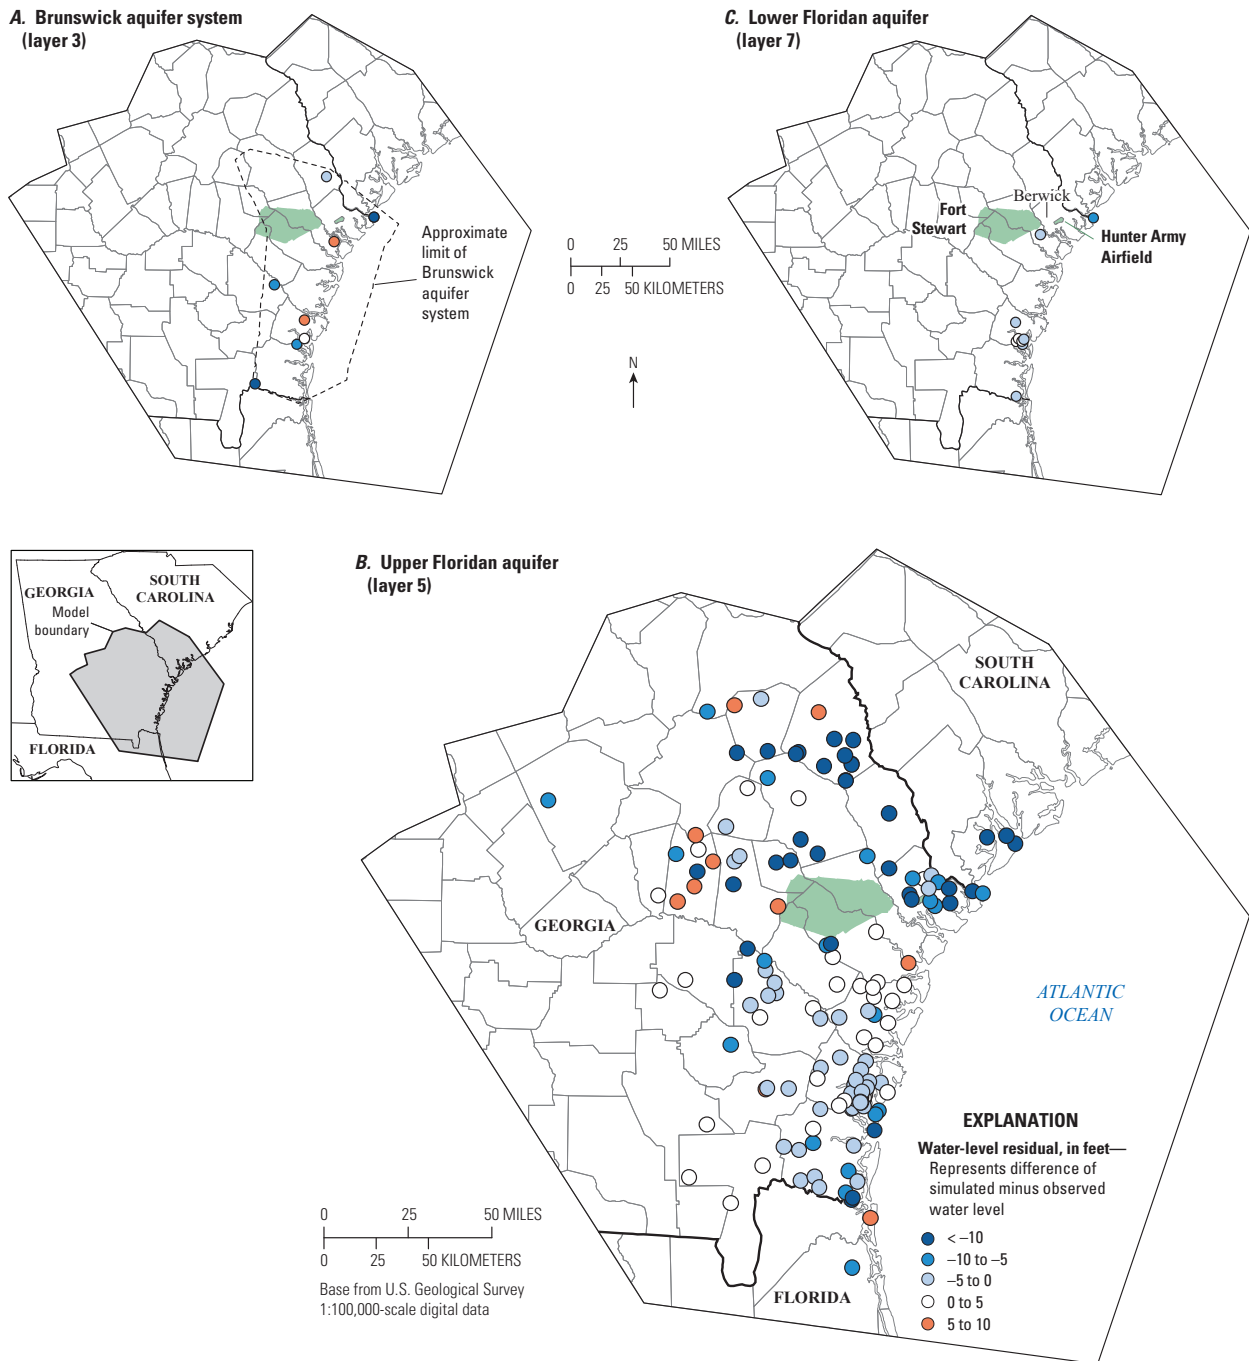 A. Brunswick aquifer system
(layer 3)
Approximate
limit of
Brunswick
aquifer
system
C. Lower Floridan aquifer
(layer 7)
Berwick
Fort
Stewart
Hunter Army
Airfield
0 25 50 MILES
0 25 50 KILOMETERS
N
GEORGIA
SOUTH
CAROLINA
Model
boundary
FLORIDA
B. Upper Floridan aquifer
(layer 5)
SOUTH
CAROLINA
GEORGIA
ATLANTIC
OCEAN
FLORIDA
0 25 50 MILES
0 25 50 KILOMETERS
Base from U.S. Geological Survey
1:100,000-scale digital data
EXPLANATION
Water-level residual, in feet—
Represents difference of
simulated minus observed
water level
< –10
–10 to –5
–5 to 0
0 to 5
5 to 10